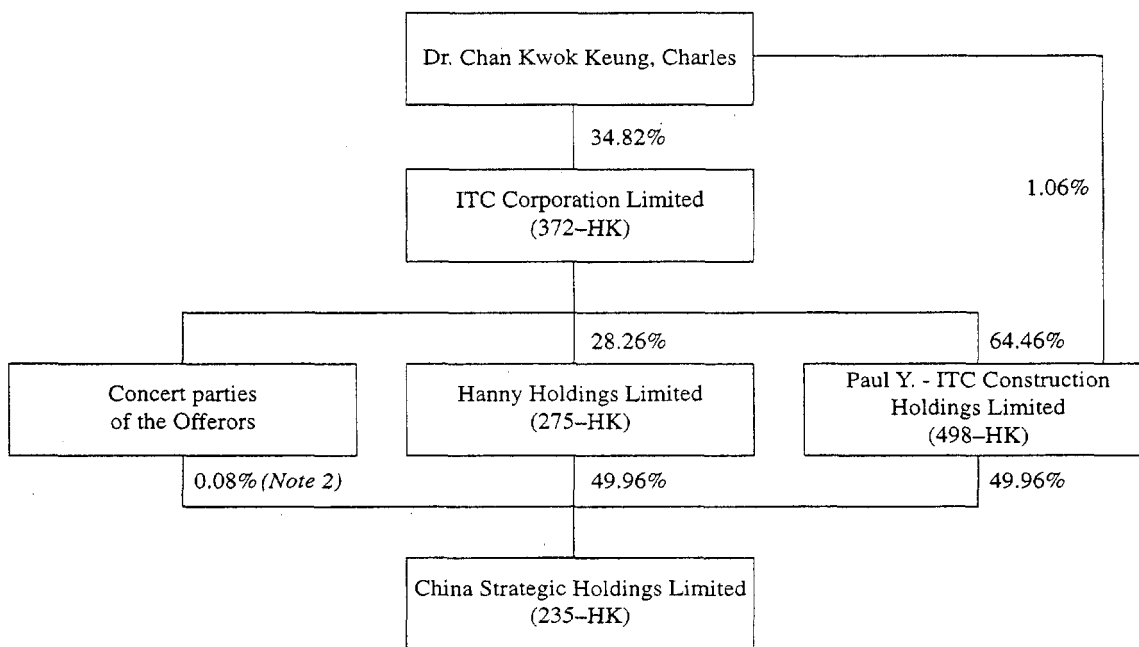 Dr. Chan Kwok Keung, Charles
34.82%
1.06%
ITC Corporation Limited
(372–HK)
28.26%
64.46%
Concert parties
of the Offerors
Hanny Holdings Limited
(275–HK)
Paul Y. - ITC Construction
Holdings Limited
(498–HK)
0.08% (Note 2)
49.96%
49.96%
China Strategic Holdings Limited
(235–HK)